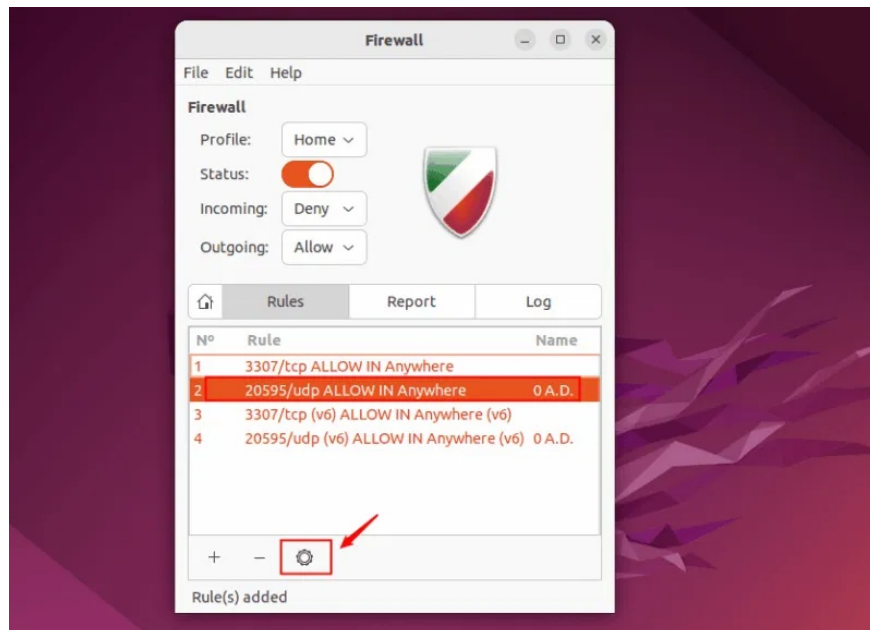 Firewall
File Edit Help
Firewall
Profile: Home
Status:
Incoming: Deny
Outgoing: Allow
Rules Report Log
Nº Rule Name
1 3307/tcp ALLOW IN Anywhere
2 20595/udp ALLOW IN Anywhere 0 A.D.
3 3307/tcp (v6) ALLOW IN Anywhere (v6)
4 20595/udp (v6) ALLOW IN Anywhere (v6) 0 A.D.
Rule(s) added